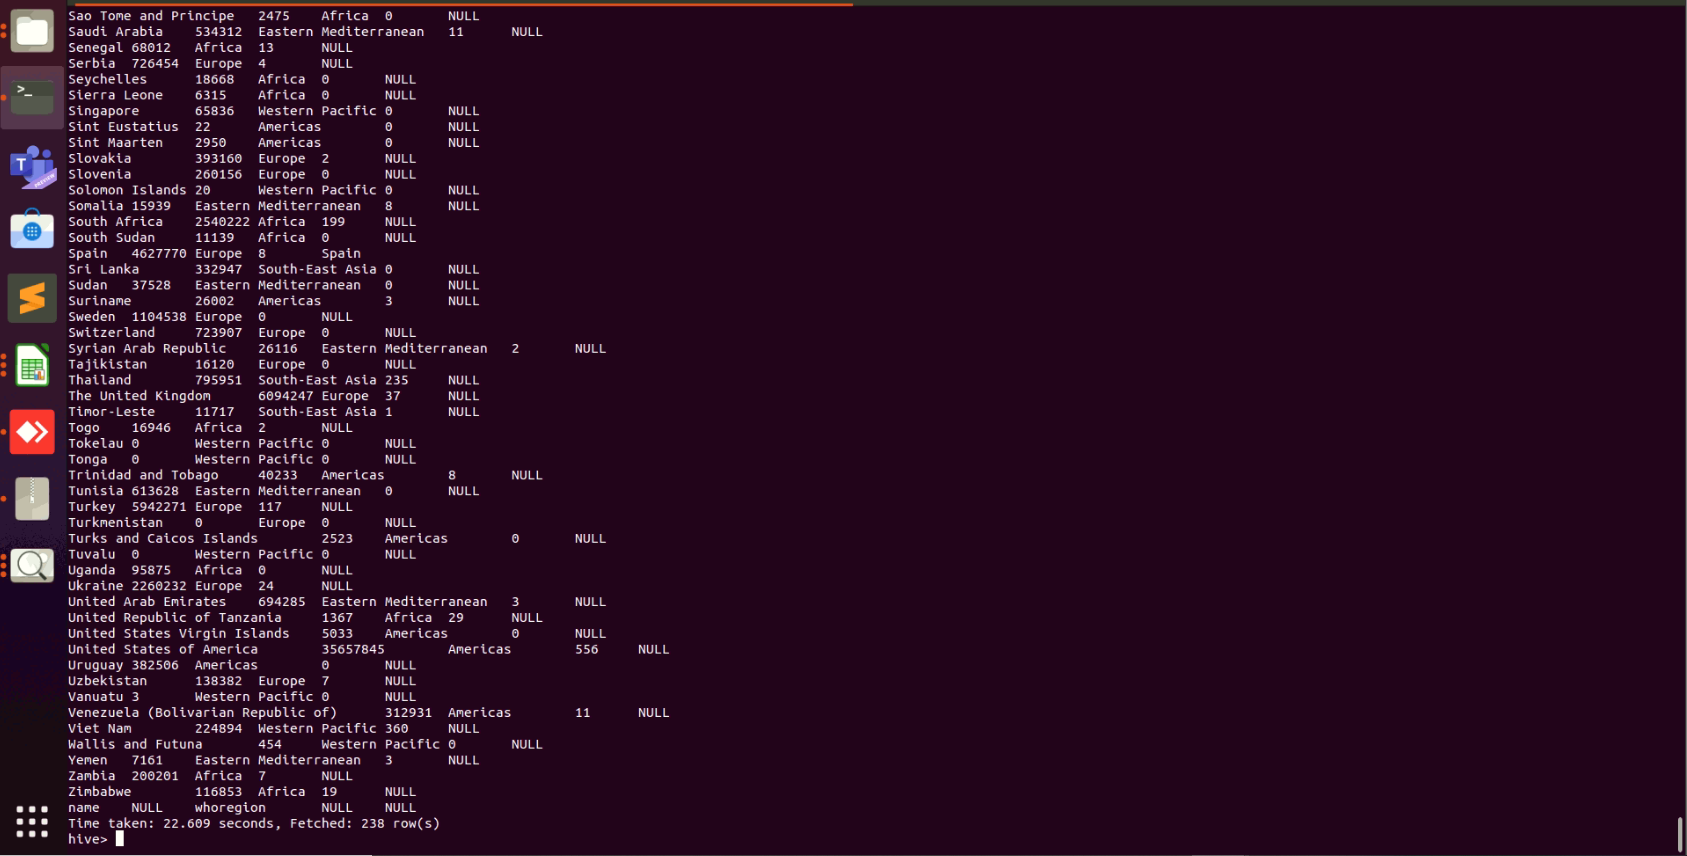 Sao Tome and Principe 2475 Africa 0 NULL
Saudi Arabia 534312 Eastern Mediterranean 11 NULL
Senegal 68012 Africa 13 NULL
Serbia 726454 Europe 4 NULL
Seychelles 18668 Africa 0 NULL
Sierra Leone 6315 Africa 0 NULL
Singapore 65836 Western Pacific 0 NULL
Sint Eustatius 22 Americas 0 NULL
Sint Maarten 2950 Americas 0 NULL
Slovakia 393160 Europe 2 NULL
Slovenia 260156 Europe 0 NULL
Solomon Islands 20 Western Pacific 0 NULL
Somalia 15939 Eastern Mediterranean 8 NULL
South Africa 2540222 Africa 199 NULL
South Sudan 11139 Africa 0 NULL
Spain 4627770 Europe 8 Spain
Sri Lanka 332947 South-East Asia 0 NULL
Sudan 37528 Eastern Mediterranean 0 NULL
Suriname 26002 Americas 3 NULL
Sweden 1104538 Europe 0 NULL
Switzerland 723907 Europe 0 NULL
Syrian Arab Republic 26116 Eastern Mediterranean 2 NULL
Tajikistan 16120 Europe 0 NULL
Thailand 795951 South-East Asia 235 NULL
The United Kingdom 6094247 Europe 37 NULL
Timor-Leste 11717 South-East Asia 1 NULL
Togo 16946 Africa 2 NULL
Tokelau 0 Western Pacific 0 NULL
Tonga 0 Western Pacific 0 NULL
Trinidad and Tobago 40233 Americas 8 NULL
Tunisia 613628 Eastern Mediterranean 0 NULL
Turkey 5942271 Europe 117 NULL
Turkmenistan 0 Europe 0 NULL
Turks and Caicos Islands 2523 Americas 0 NULL
Tuvalu 0 Western Pacific 0 NULL
Uganda 95875 Africa 0 NULL
Ukraine 2260232 Europe 24 NULL
United Arab Emirates 694285 Eastern Mediterranean 3 NULL
United Republic of Tanzania 1367 Africa 29 NULL
United States Virgin Islands 5033 Americas 0 NULL
United States of America 35657845 Americas 556 NULL
Uruguay 382506 Americas 0 NULL
Uzbekistan 138382 Europe 7 NULL
Vanuatu 3 Western Pacific 0 NULL
Venezuela (Bolivarian Republic of) 312931 Americas 11 NULL
Viet Nam 224894 Western Pacific 360 NULL
Wallis and Futuna 454 Western Pacific 0 NULL
Yemen 7161 Eastern Mediterranean 3 NULL
Zambia 200201 Africa 7 NULL
Zimbabwe 116853 Africa 19 NULL
name NULL whoregion NULL NULL
Time taken: 22.609 seconds, Fetched: 238 row(s)
hive>
>_
T
PREVIEW